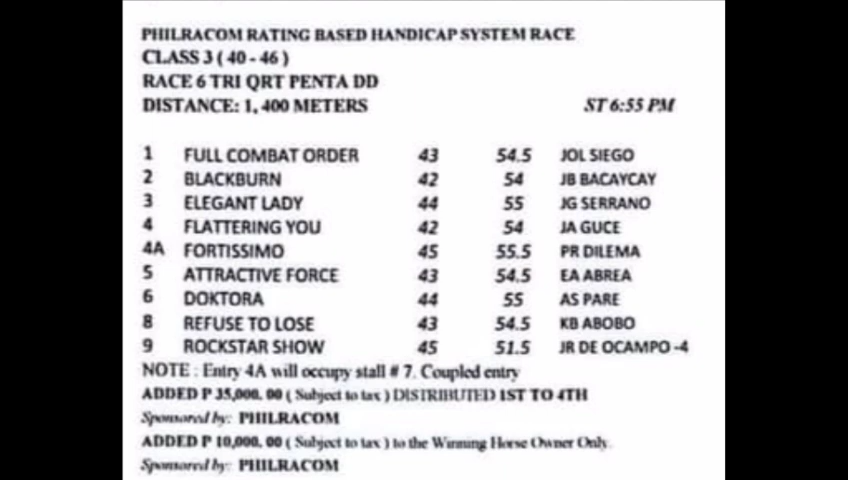 PHILRACOM RATING BASED HANDICAP SYSTEM RACE
CLASS 3 ( 40 - 46 )
RACE 6 TRI QRT PENTA DD
DISTANCE: 1, 400 METERS ST 6:55 PM
1 FULL COMBAT ORDER 43 54.5 JOL SIEGO
2 BLACKBURN 42 54 JB BACAYCAY
3 ELEGANT LADY 44 55 JG SERRANO
4 FLATTERING YOU 42 54 JA GUCE
4A FORTISSIMO 45 55.5 PR DILEMA
5 ATTRACTIVE FORCE 43 54.5 EA ABREA
6 DOKTORA 44 55 AS PARE
8 REFUSE TO LOSE 43 54.5 KB ABOBO
9 ROCKSTAR SHOW 45 51.5 JR DE OCAMPO -4
NOTE : Entry 4A will occupy stall # 7. Coupled entry
ADDED P 35,000. 00 ( Subject to tax ) DISTRIBUTED 1ST TO 4TH
Sponsored by: PHILRACOM
ADDED P 10,000. 00 ( Subject to tax ) to the Winning Horse Owner Only.
Sponsored by: PHILRACOM